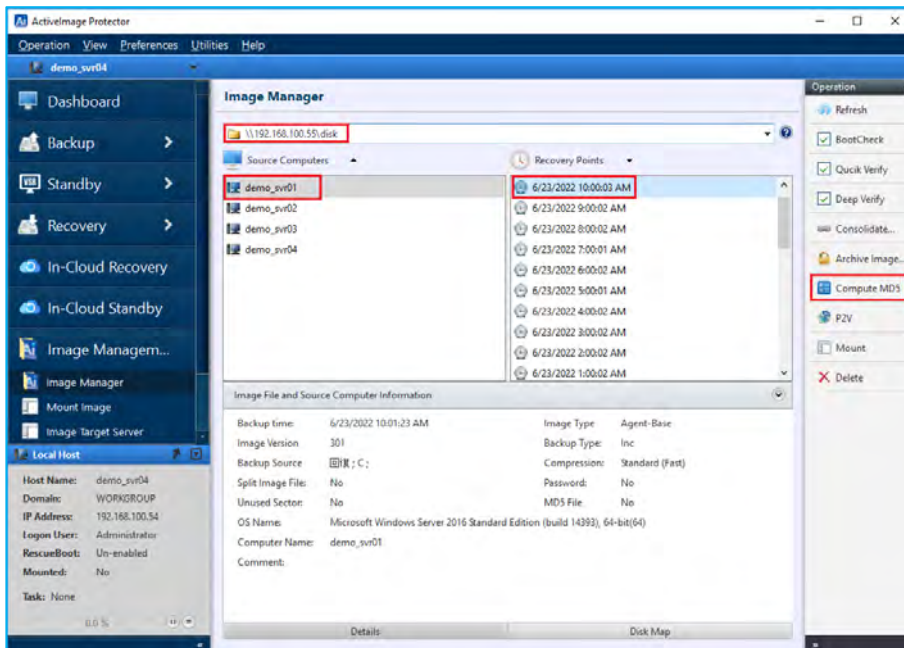 ActiveImage Protector
Operation View Preferences Utilities Help
demo_svr04
Dashboard
Backup
Standby
Recovery
In-Cloud Recovery
In-Cloud Standby
Image Managem...
Image Manager
Mount Image
Image Target Server
Local Host
Host Name: demo_svr04
Domain: WORKGROUP
IP Address: 192.168.100.54
Logon User: Administrator
RescueBoot: Un-enabled
Mounted: No
Task: None
0.0 %
Image Manager
\\192.168.100.55\disk
Source Computers
demo_svr01
demo_svr02
demo_svr03
demo_svr04
Recovery Points
6/23/2022 10:00:03 AM
6/23/2022 9:00:02 AM
6/23/2022 8:00:02 AM
6/23/2022 7:00:01 AM
6/23/2022 6:00:02 AM
6/23/2022 5:00:01 AM
6/23/2022 4:00:02 AM
6/23/2022 3:00:02 AM
6/23/2022 2:00:02 AM
6/23/2022 1:00:02 AM
Image File and Source Computer Information
Backup time: 6/23/2022 10:01:23 AM
Image Type Agent-Base
Image Version 301
Backup Type: Inc
Backup Source ; C ;
Compression: Standard (Fast)
Split Image File: No
Password: No
Unused Sector: No
MD5 File No
OS Name: Microsoft Windows Server 2016 Standard Edition (build 14393), 64-bit(64)
Computer Name: demo_svr01
Comment:
Details
Disk Map
Operation
Refresh
BootCheck
Qucik Verify
Deep Verify
Consolidate...
Archive Image...
Compute MD5
P2V
Mount
Delete